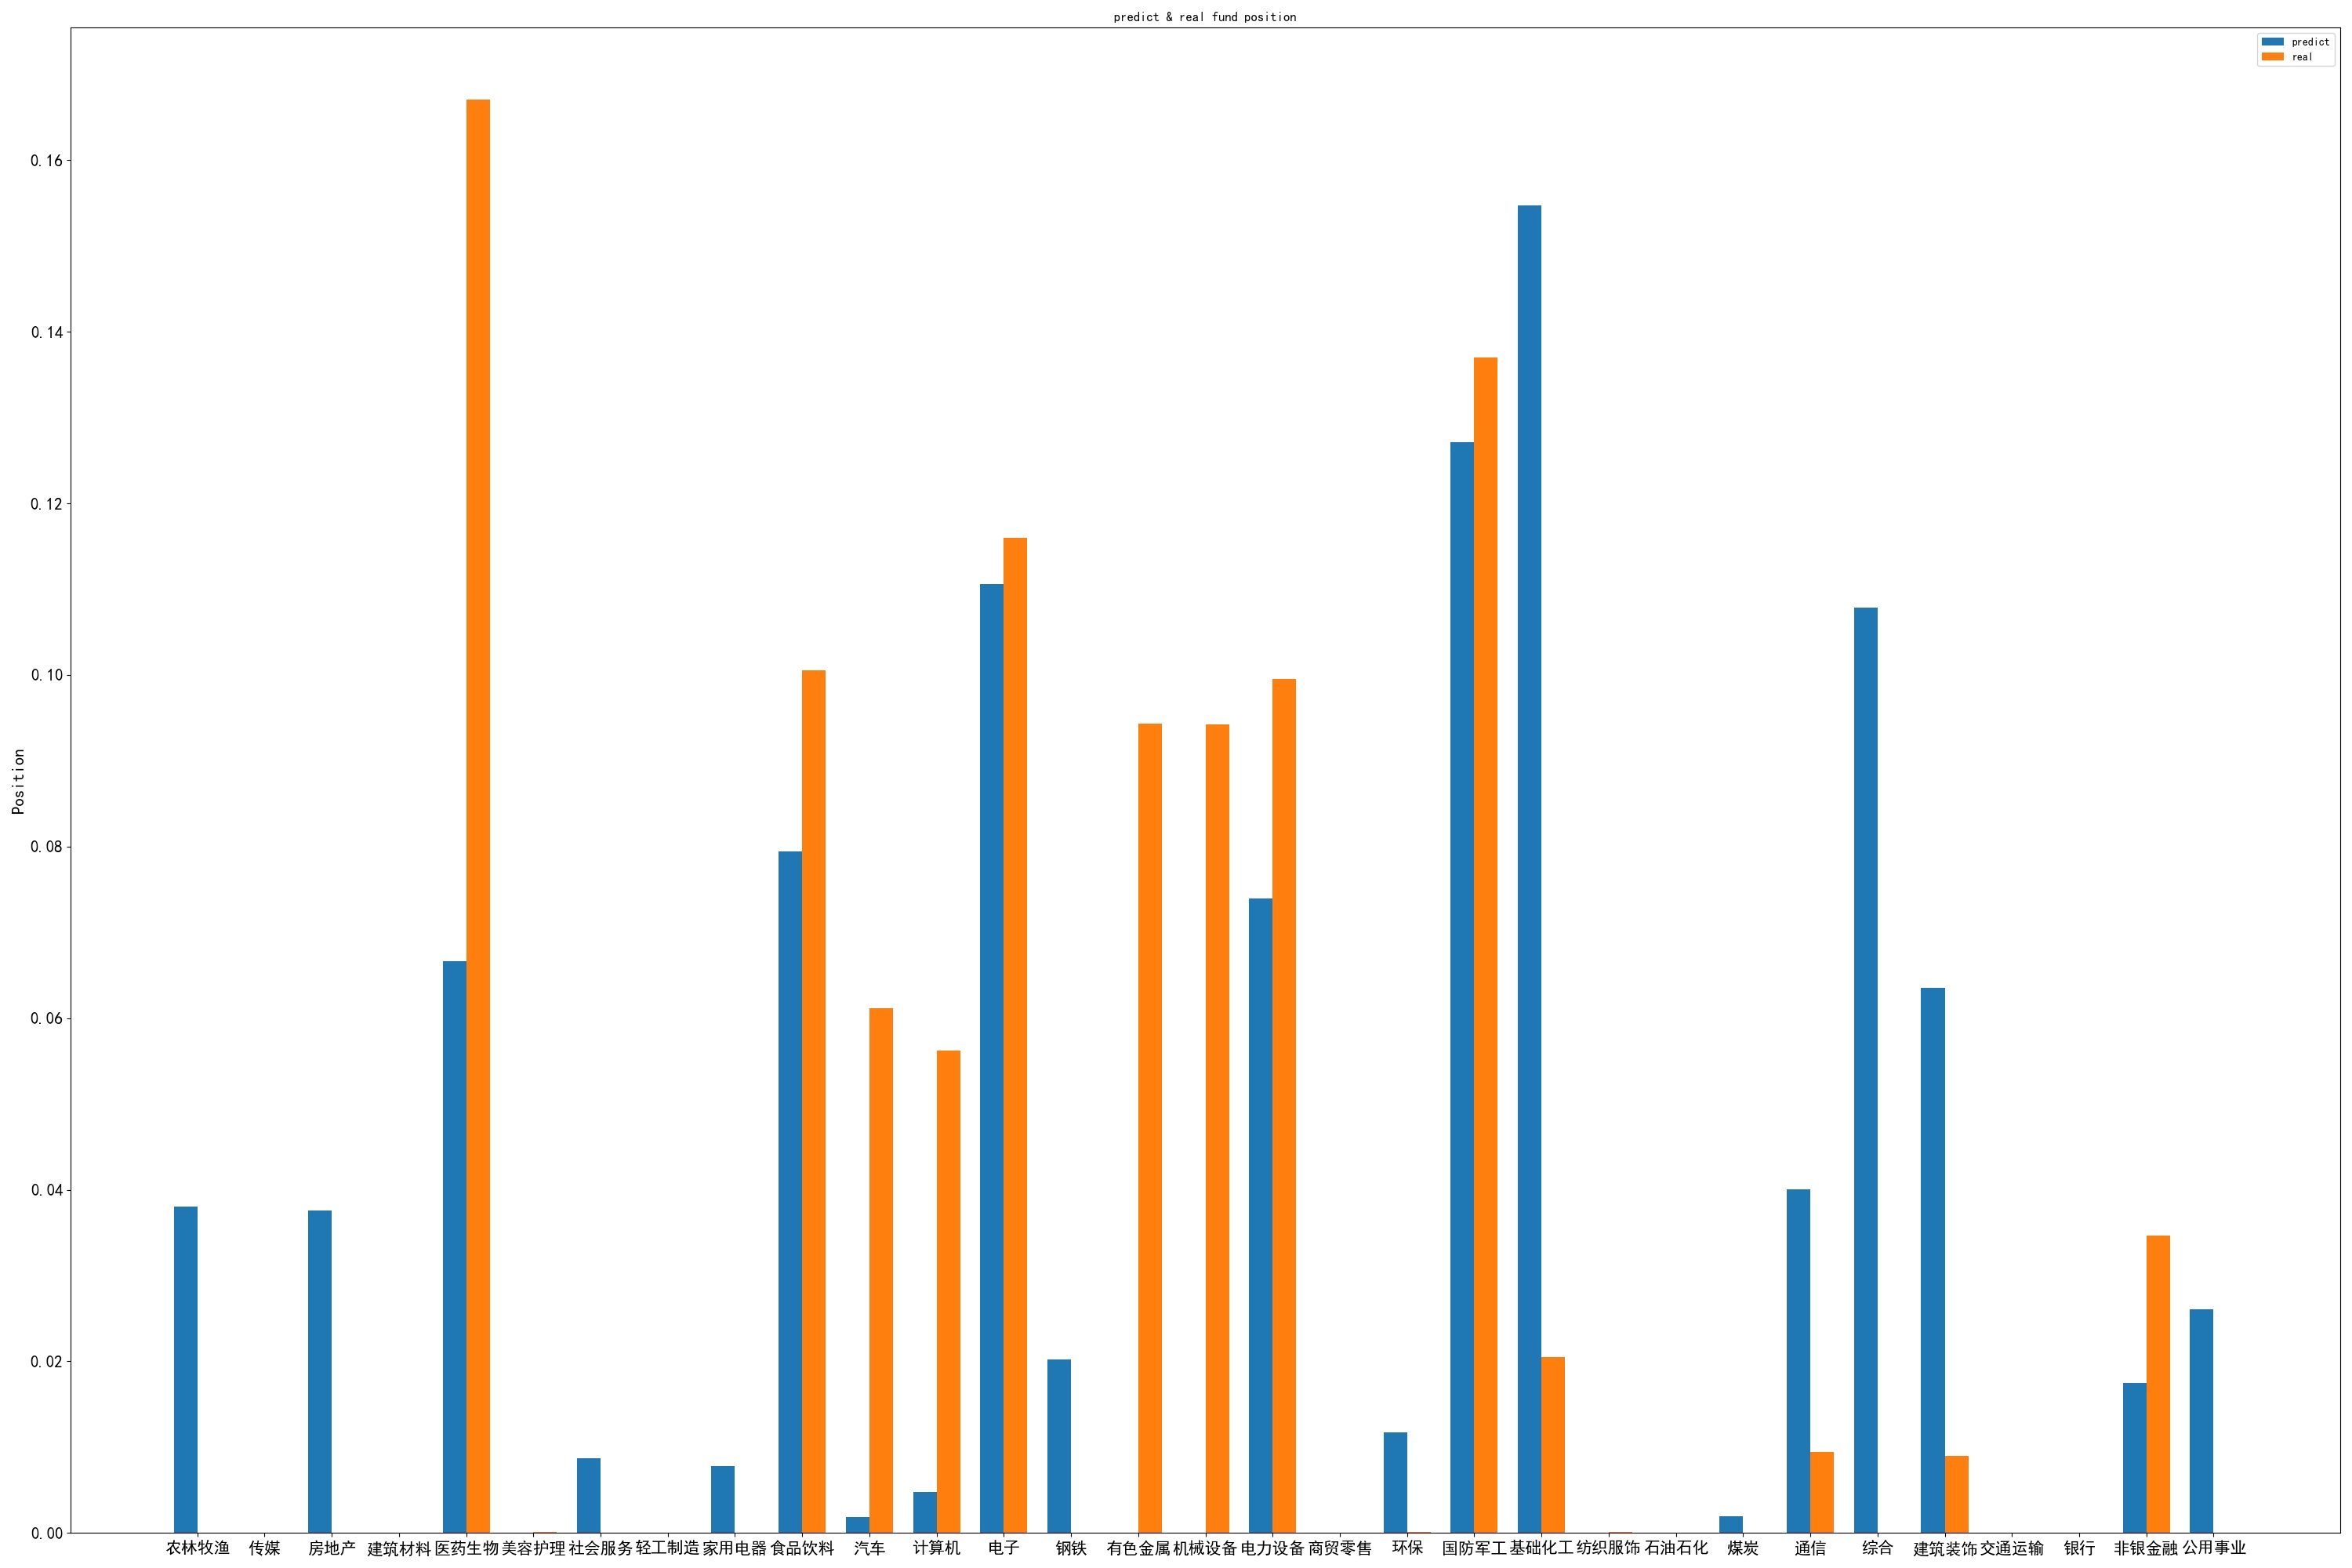 predict & real fund position
predict
real
0.16
0.14
0.12
0.10
0.08
0.06
0.04
0.02
0.00
Position
农林牧渔 传媒 房地产 建筑材料 医药生物 美容护理 社会服务 轻工制造 家用电器 食品饮料 汽车 计算机 电子 钢铁 有色金属 机械设备 电力设备 商贸零售 环保 国防军工 基础化工 纺织服饰 石油石化 煤炭 通信 综合 建筑装饰 交通运输 银行 非银金融 公用事业